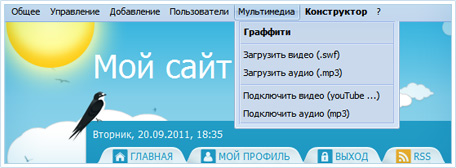 Общее Управление Добавление Пользователи Мультимедиа Конструктор ?
Граффити
Загрузить видео (.swf)
Загрузить аудио (.mp3)
Подключить видео (youTube ...)
Подключить аудио (mp3)
Мой сайт
Вторник, 20.09.2011, 18:35
ГЛАВНАЯ МОЙ ПРОФИЛЬ ВЫХОД RSS